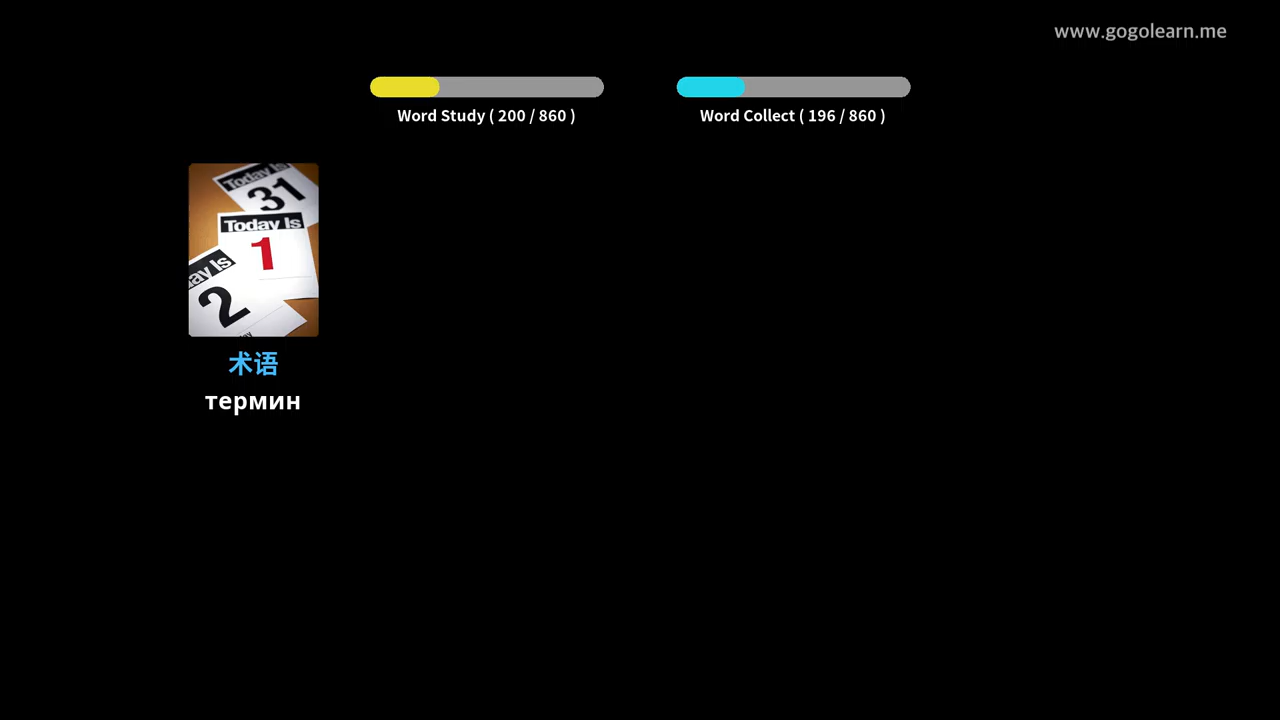 www.gogolearn.me
Word Study ( 200 / 860 )
Word Collect ( 196 / 860 )
Today Is
31
Today Is
1
ay Is
2
术语
термин